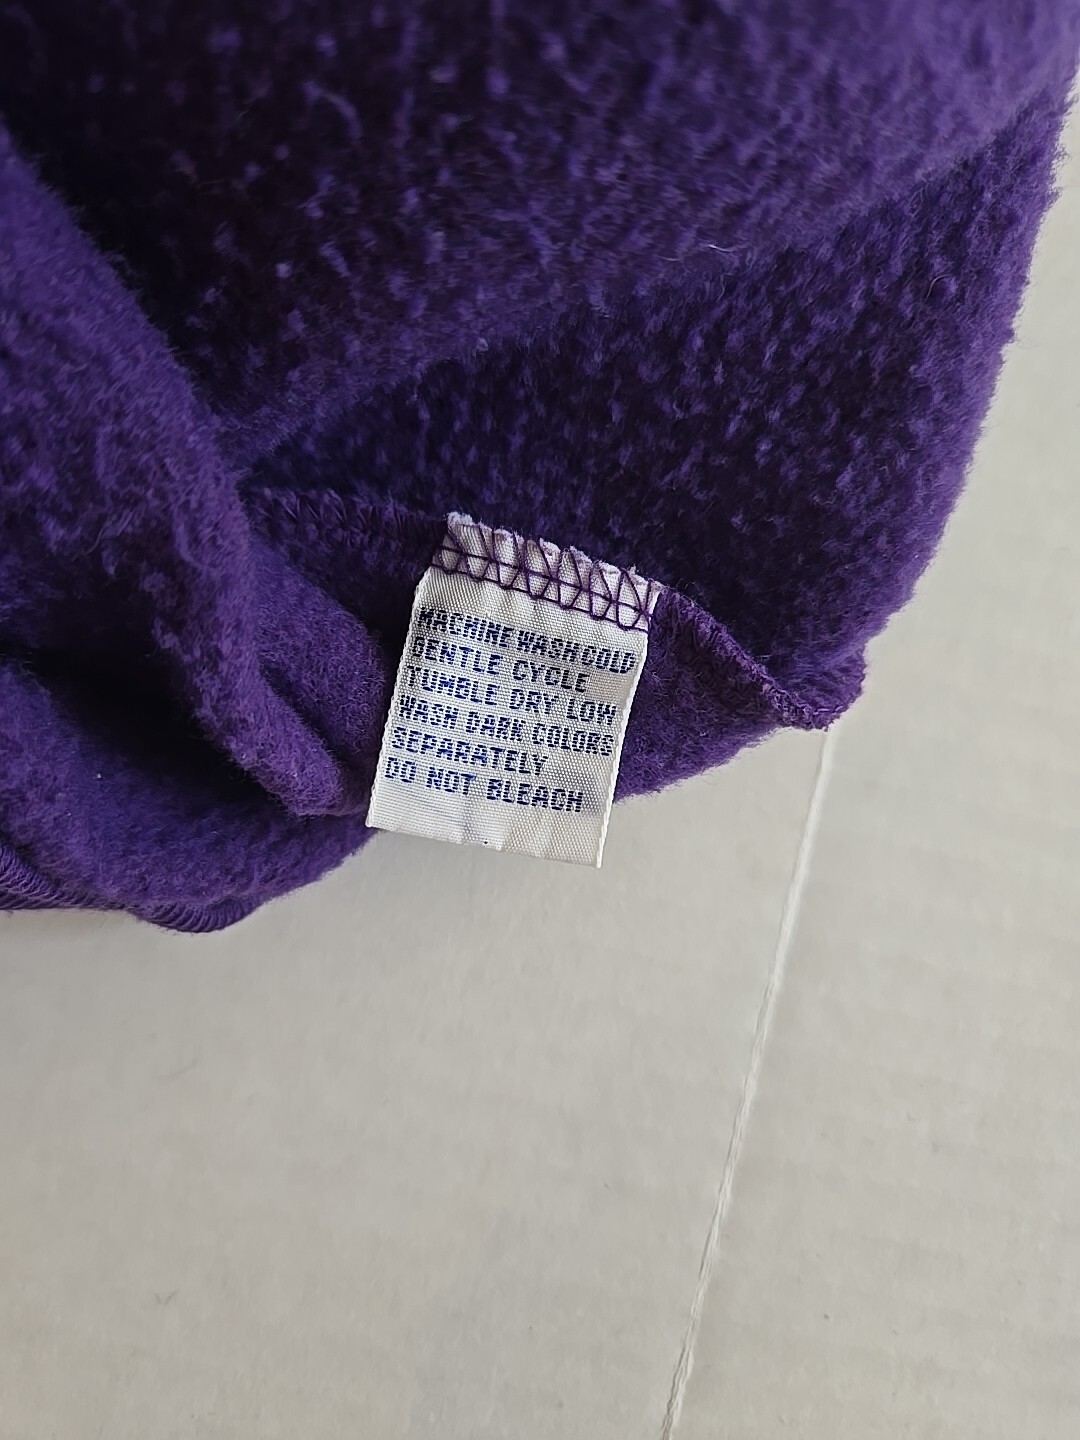 MACHINE WASH COLD
GENTLE CYCLE
TUMBLE DRY LOW
WASH DARK COLORS
SEPARATELY
DO NOT BLEACH